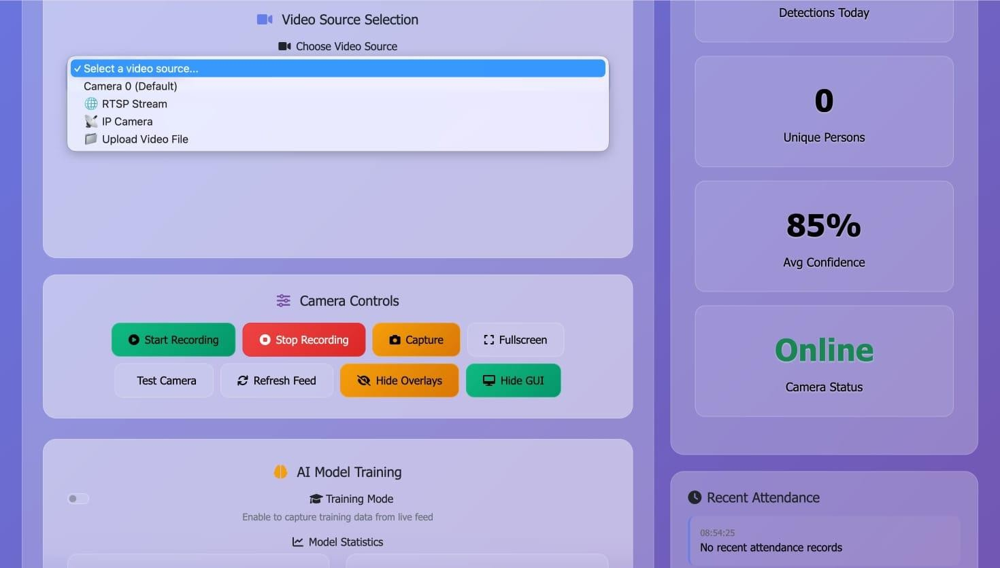 Video Source Selection
Choose Video Source
✓ Select a video source...
Camera 0 (Default)
RTSP Stream
IP Camera
Upload Video File
Camera Controls
Start Recording
Stop Recording
Capture
Fullscreen
Test Camera
Refresh Feed
Hide Overlays
Hide GUI
AI Model Training
Training Mode
Enable to capture training data from live feed
Model Statistics
Detections Today
0
Unique Persons
85%
Avg Confidence
Online
Camera Status
Recent Attendance
08:54:25
No recent attendance records